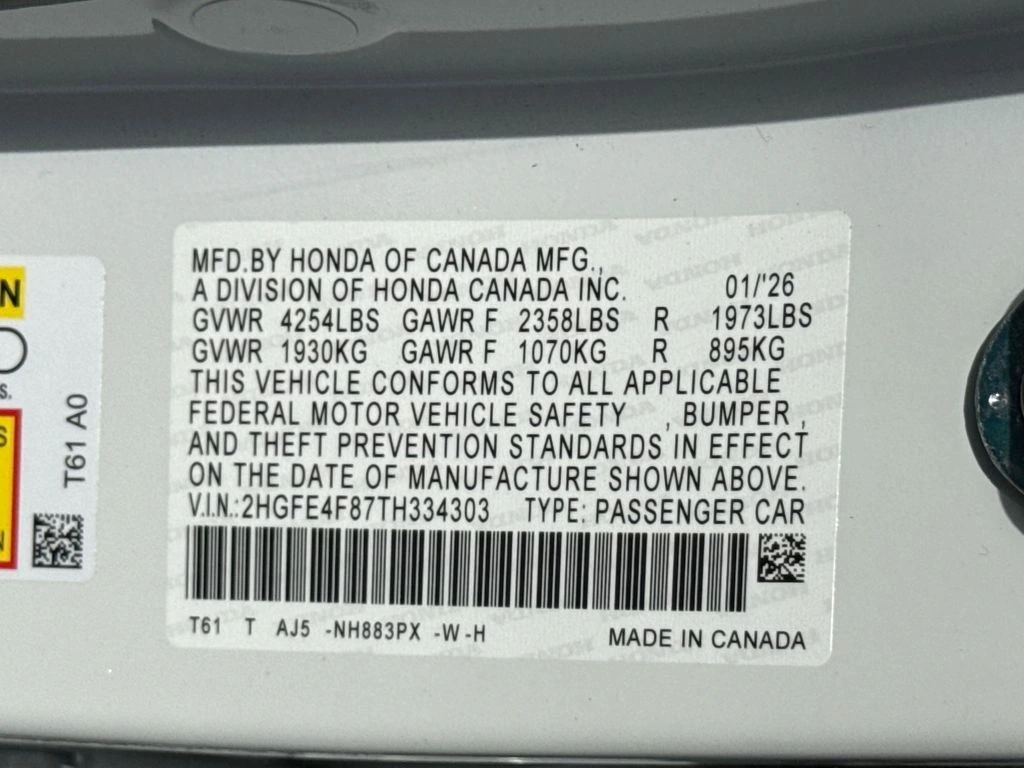 MFD.BY HONDA OF CANADA MFG.,
A DIVISION OF HONDA CANADA INC. 01/'26
GVWR 4254LBS GAWR F 2358LBS R 1973LBS
GVWR 1930KG GAWR F 1070KG R 895KG
THIS VEHICLE CONFORMS TO ALL APPLICABLE
FEDERAL MOTOR VEHICLE SAFETY , BUMPER ,
AND THEFT PREVENTION STANDARDS IN EFFECT
ON THE DATE OF MANUFACTURE SHOWN ABOVE.
V.I.N.:2HGFE4F87TH334303 TYPE: PASSENGER CAR
T61 T AJ5 -NH883PX -W -H MADE IN CANADA
T61 A0